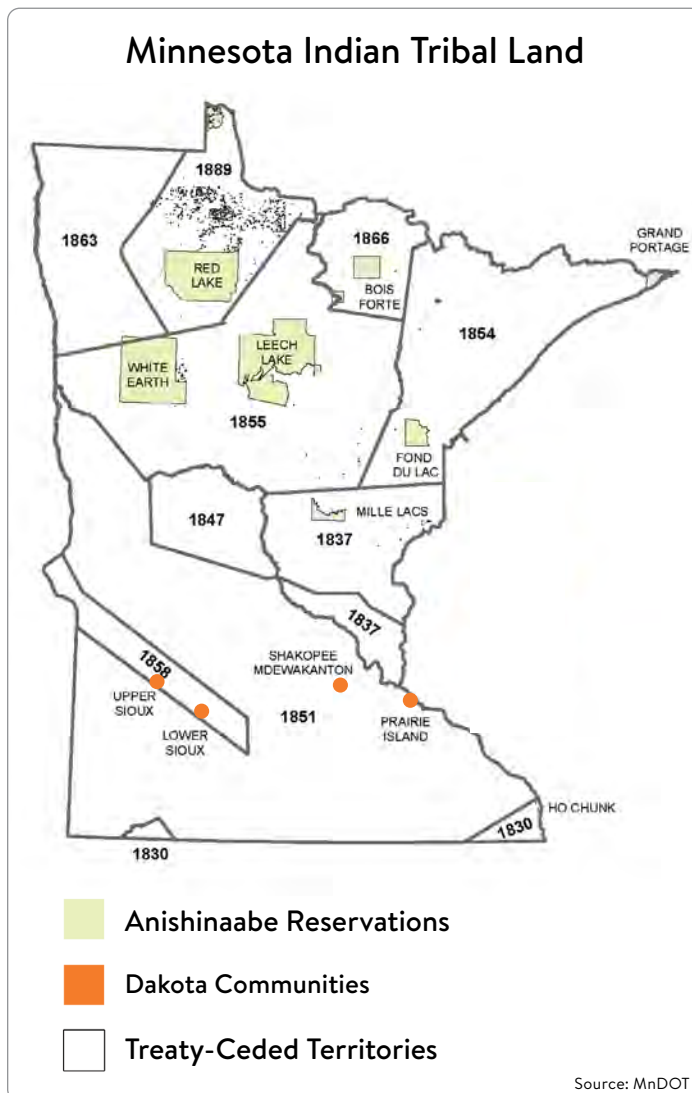 Minnesota Indian Tribal Land
1889
1863
RED
LAKE
1866
BOIS
FORTE
GRAND
PORTAGE
1854
WHITE
EARTH
LEECH
LAKE
1855
FOND
DU LAC
1847
MILLE LACS
1837
1837
1858
UPPER
SIOUX
LOWER
SIOUX
SHAKOPEE
MDEWAKANTON
1851
PRAIRIE
ISLAND
HO CHUNK
1830
1830
Anishinaabe Reservations
Dakota Communities
Treaty-Ceded Territories
Source: MnDOT